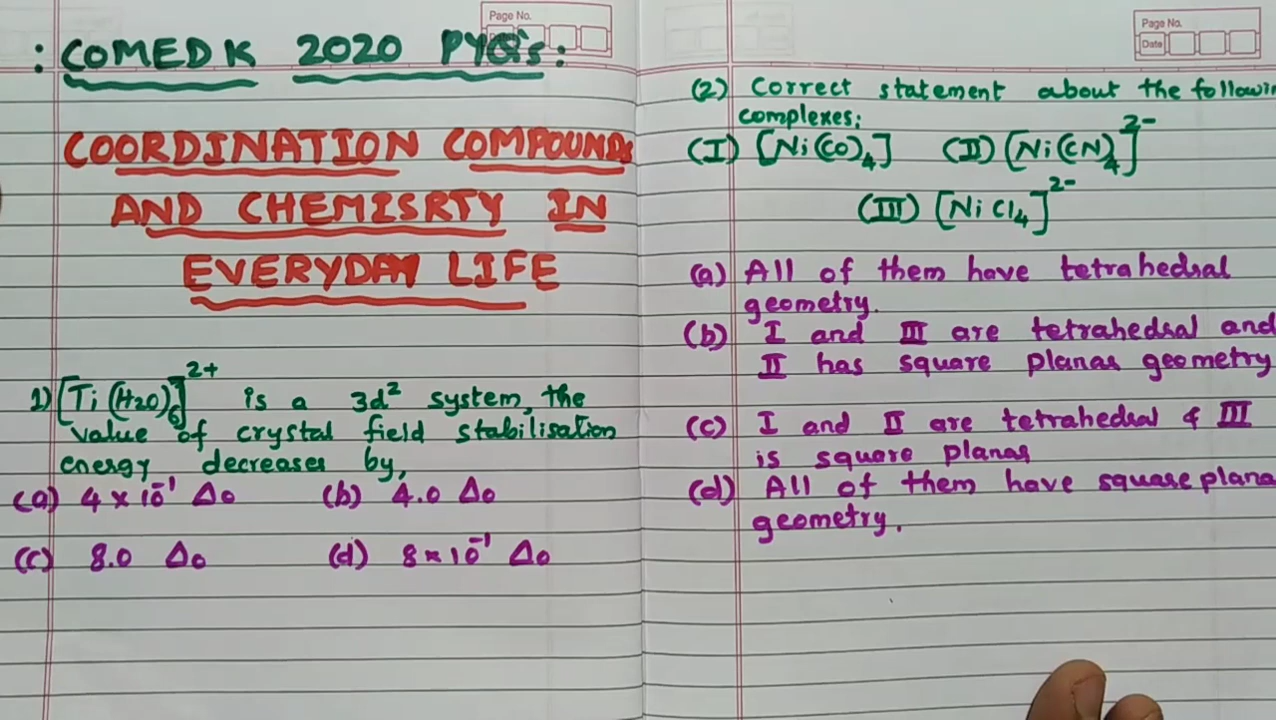 Page No.
: COMEDK 2020 PYQ's :
COORDINATION COMPOUNDS
AND CHEMISRTY IN
EVERYDAY LIFE
1) [Ti(H2O)6]2+ is a 3d² system, the
value of crystal field stabilisation
energy decreases by,
(a) 4 × 10⁻¹ Δo (b) 4.0 Δo
(c) 8.0 Δo (d) 8 × 10⁻¹ Δo
Page No.
Date
(2) Correct statement about the followin
complexes:
(I) [Ni(CO)₄] (II) [Ni(CN)₄]²⁻
(III) [NiCl₄]²⁻
(a) All of them have tetrahedral
geometry.
(b) I and III are tetrahedral and
II has square planar geometry
(c) I and II are tetrahedral & III
is square planar
(d) All of them have square plana
geometry.